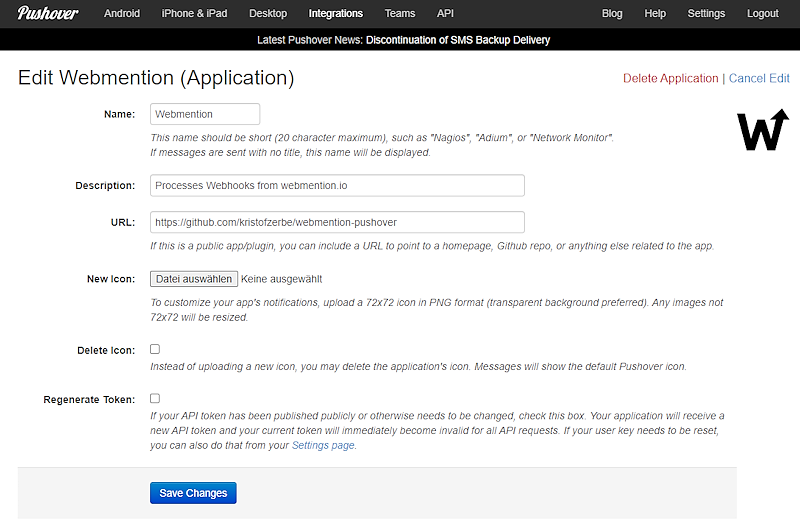 Pushover Android iPhone & iPad Desktop Integrations Teams API Blog Help Settings Logout
Latest Pushover News: Discontinuation of SMS Backup Delivery
Edit Webmention (Application) Delete Application | Cancel Edit
Name: Webmention
W
This name should be short (20 character maximum), such as "Nagios", "Adium", or "Network Monitor".
If messages are sent with no title, this name will be displayed.
Description: Processes Webhooks from webmention.io
URL: https://github.com/kristofzerbe/webmention-pushover
If this is a public app/plugin, you can include a URL to point to a homepage, Github repo, or anything else related to the app.
New Icon: Datei auswählen Keine ausgewählt
To customize your app's notifications, upload a 72x72 icon in PNG format (transparent background preferred). Any images not
72x72 will be resized.
Delete Icon:
Instead of uploading a new icon, you may delete the application's icon. Messages will show the default Pushover icon.
Regenerate Token:
If your API token has been published publicly or otherwise needs to be changed, check this box. Your application will receive a
new API token and your current token will immediately become invalid for all API requests. If your user key needs to be reset,
you can also do that from your Settings page.
Save Changes